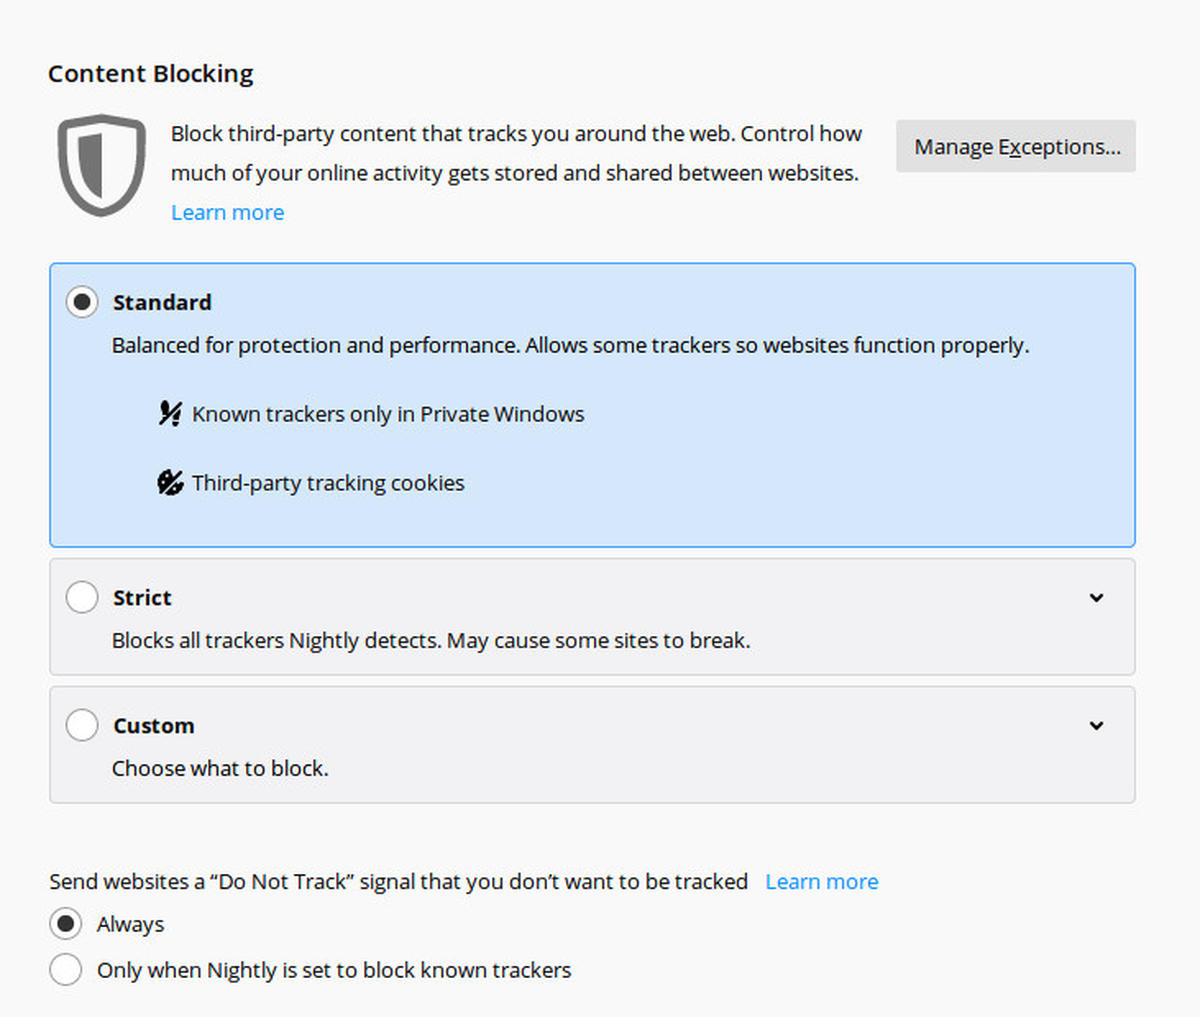 Content Blocking
Block third-party content that tracks you around the web. Control how
much of your online activity gets stored and shared between websites.
Learn more
Manage Exceptions...
Standard
Balanced for protection and performance. Allows some trackers so websites function properly.
Known trackers only in Private Windows
Third-party tracking cookies
Strict
Blocks all trackers Nightly detects. May cause some sites to break.
Custom
Choose what to block.
Send websites a “Do Not Track” signal that you don’t want to be tracked Learn more
Always
Only when Nightly is set to block known trackers